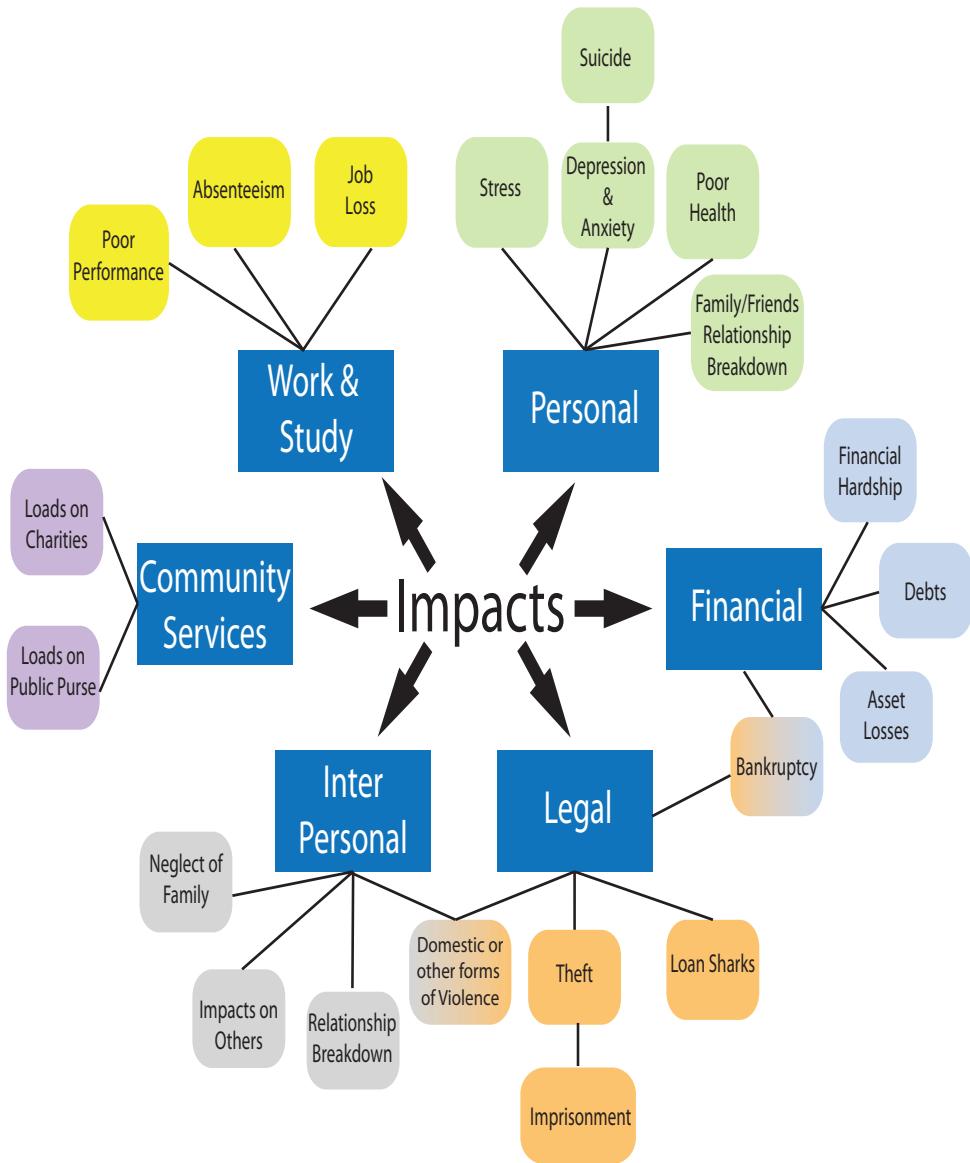 Suicide
Absenteeism
Job
Loss
Poor
Performance
Stress
Depression
&
Anxiety
Poor
Health
Family/Friends
Relationship
Breakdown
Work &
Study
Personal
Financial
Hardship
Loads on
Charities
Community
Services
Impacts
Financial
Debts
Loads on
Public Purse
Asset
Losses
Bankruptcy
Inter
Personal
Legal
Neglect of
Family
Domestic or
other forms
of Violence
Theft
Loan Sharks
Impacts on
Others
Relationship
Breakdown
Imprisonment